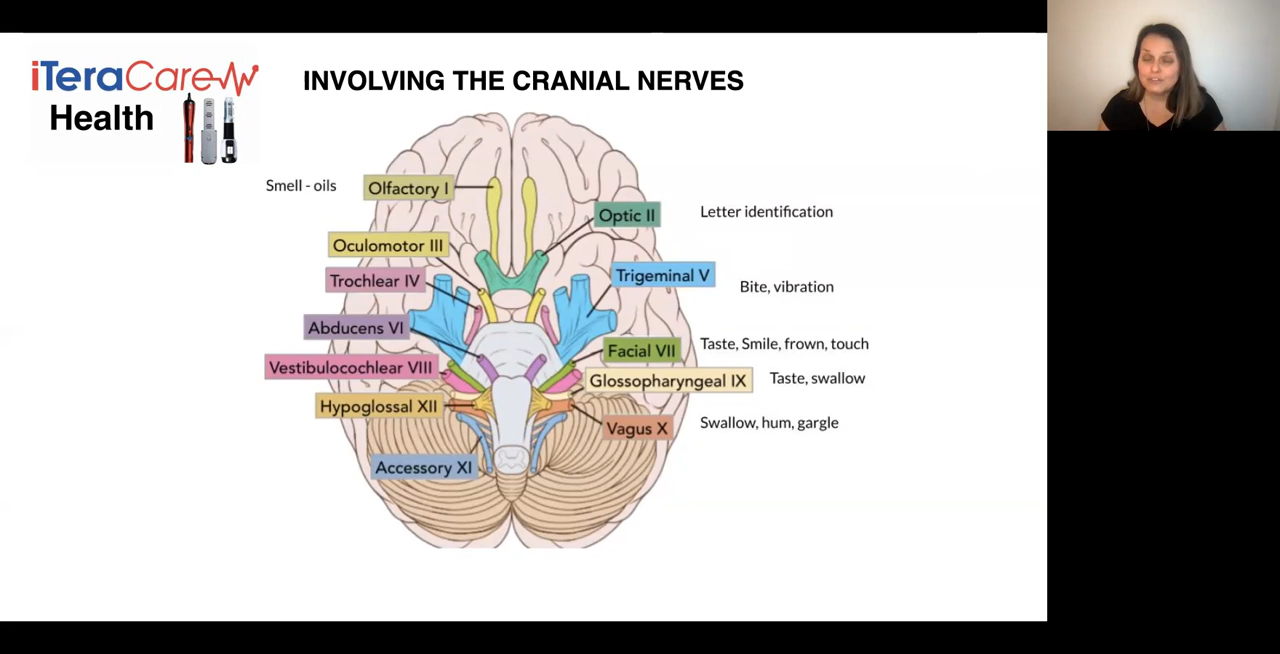 iTeraCare
Health
INVOLVING THE CRANIAL NERVES
Smell - oils
Olfactory I
Optic II
Letter identification
Oculomotor III
Trochlear IV
Trigeminal V
Bite, vibration
Abducens VI
Facial VII
Taste, Smile, frown, touch
Vestibulocochlear VIII
Glossopharyngeal IX
Taste, swallow
Hypoglossal XII
Vagus X
Swallow, hum, gargle
Accessory XI